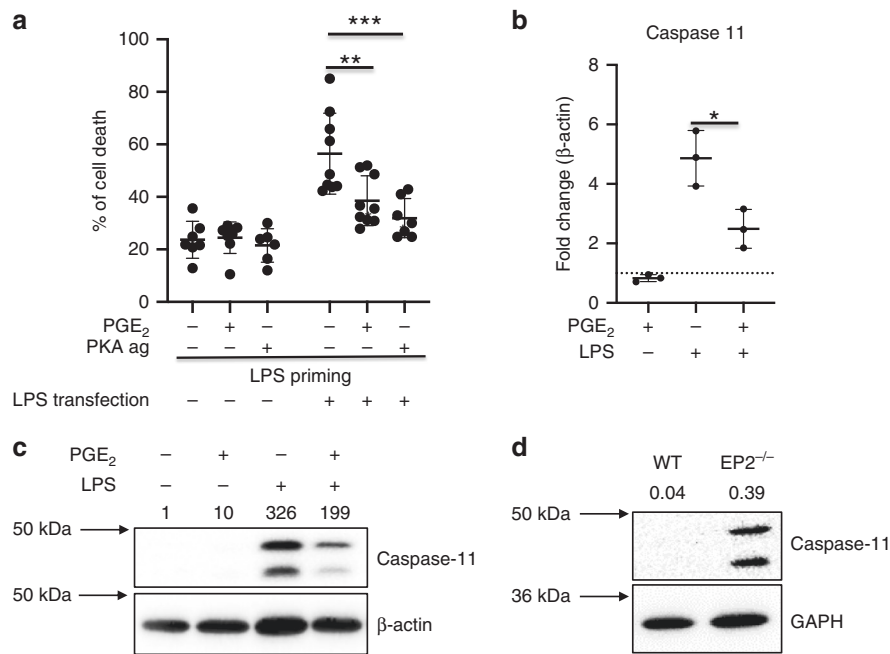 a
100
80
60
40
20
0
% of cell death
***
**
PGE2 – + – – + –
PKA ag – – + – – +
LPS priming
LPS transfection – – – + + +
b
Caspase 11
8
6
4
2
0
Fold change (β-actin)
*
PGE2 + – +
LPS – + +
c
PGE2 – + – +
LPS – – + +
1 10 326 199
50 kDa
Caspase-11
50 kDa
β-actin
d
WT EP2–/–
0.04 0.39
50 kDa
Caspase-11
36 kDa
GAPH